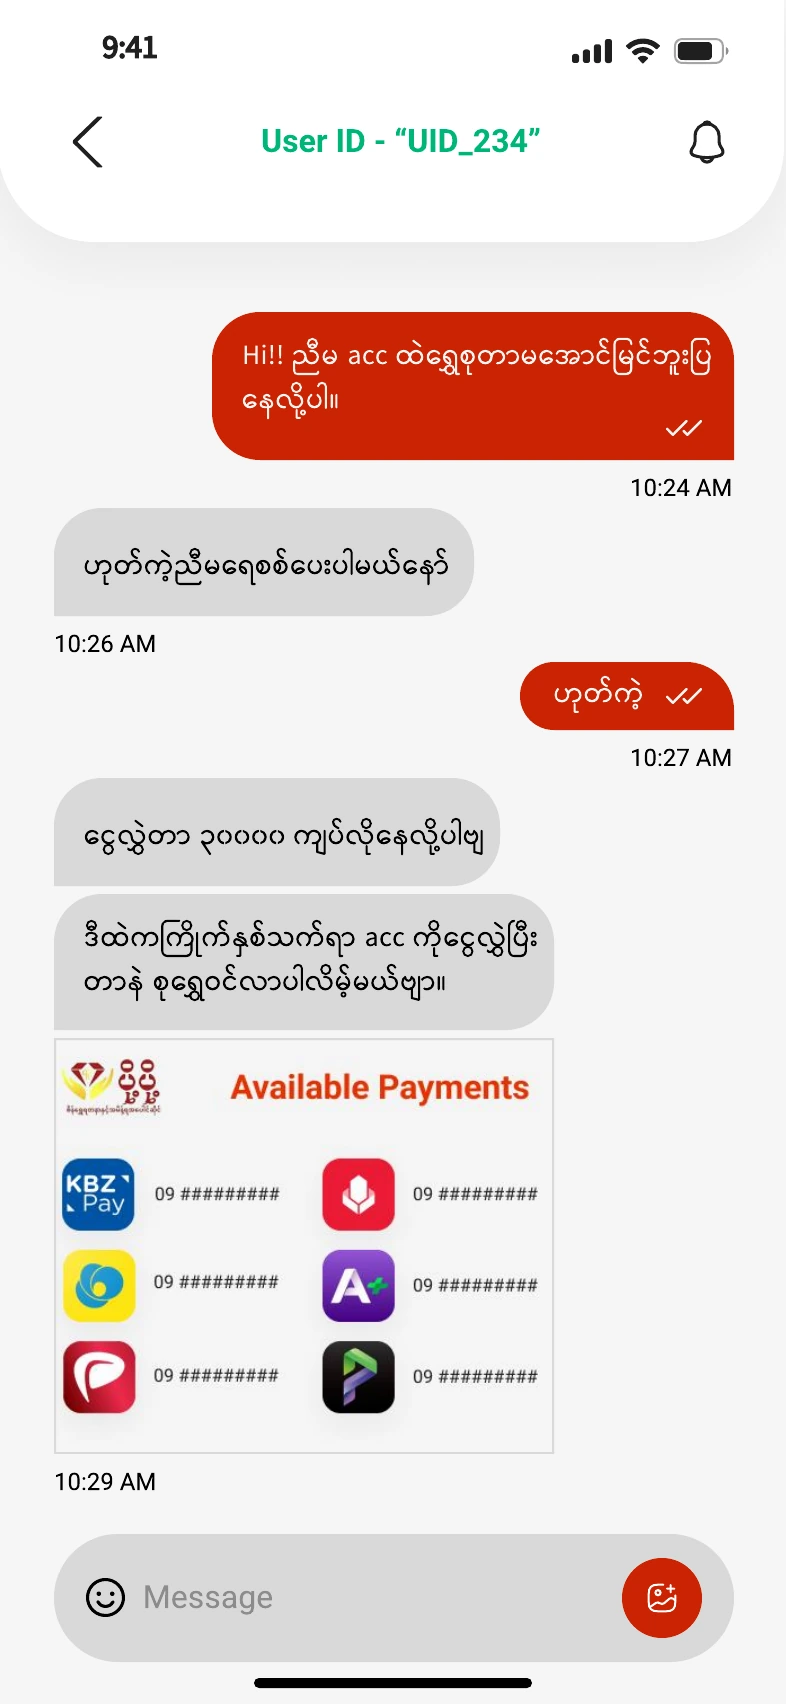 9:41
User ID - “UID_234”
Hi!! ညီမ acc ထဲရွှေစုတာမအောင်မြင်ဘူးပြ
နေလို့ပါ။
10:24 AM
ဟုတ်ကဲ့ညီမရေစစ်ပေးပါမယ်နော်
10:26 AM
ဟုတ်ကဲ့
10:27 AM
ငွေလွှဲတာ ၃၀၀၀၀ ကျပ်လိုနေလို့ပါဗျ
ဒီထဲကကြိုက်နှစ်သက်ရာ acc ကိုငွေလွှဲပြီး
တာနဲ့ စုရွှေဝင်လာပါလိမ့်မယ်ဗျာ။
ပို့ပို့
Available Payments
KBZ
Pay
09 #########
09 #########
09 #########
A+
09 #########
09 #########
09 #########
10:29 AM
Message